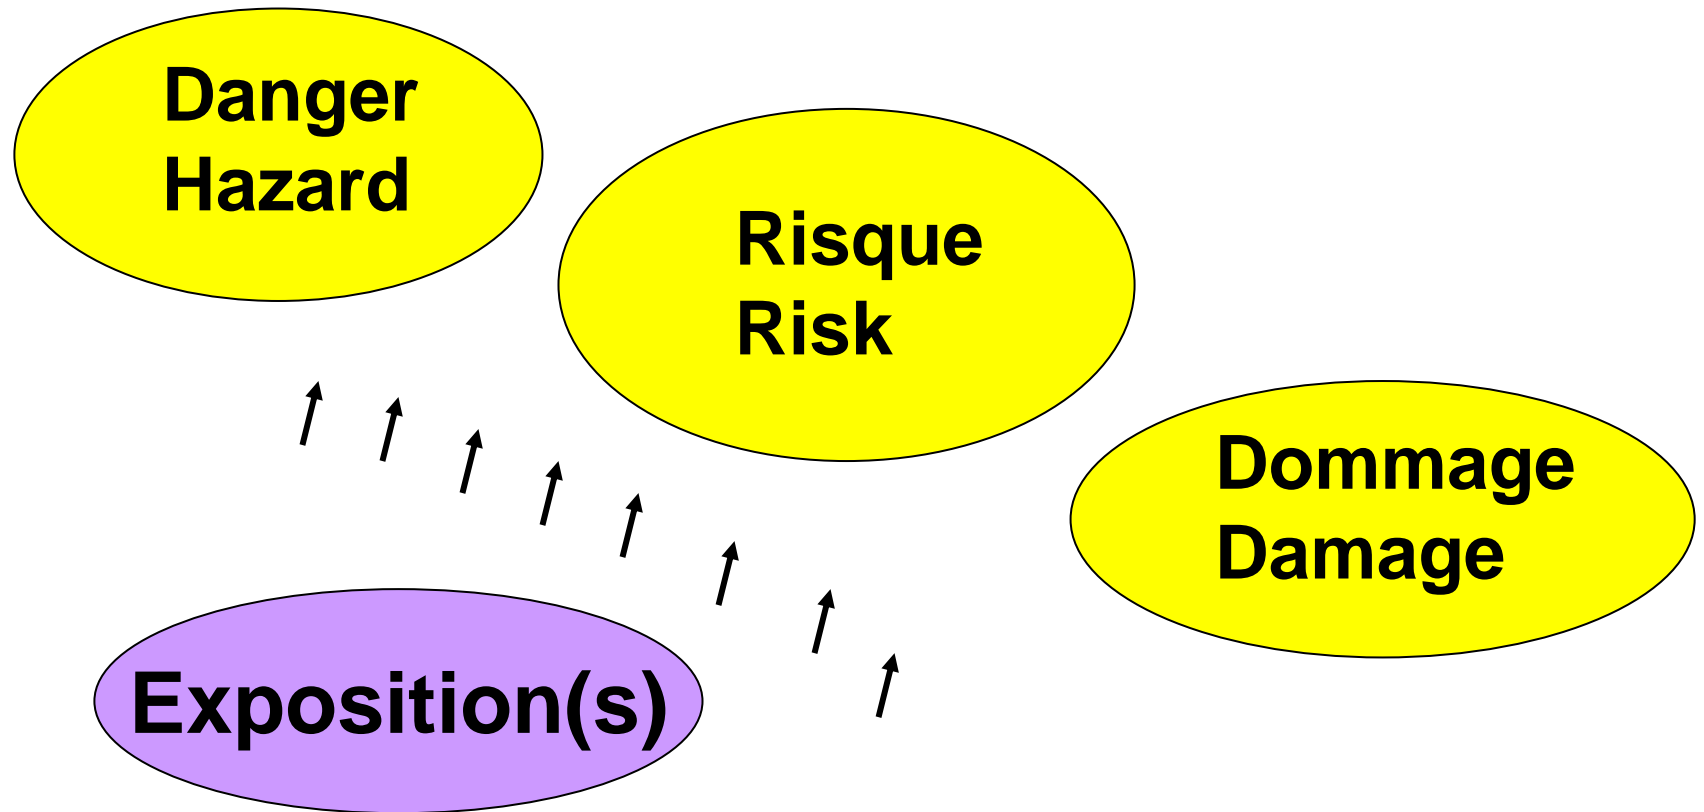 Danger
Hazard
Risque
Risk
Dommage
Damage
Exposition(s)